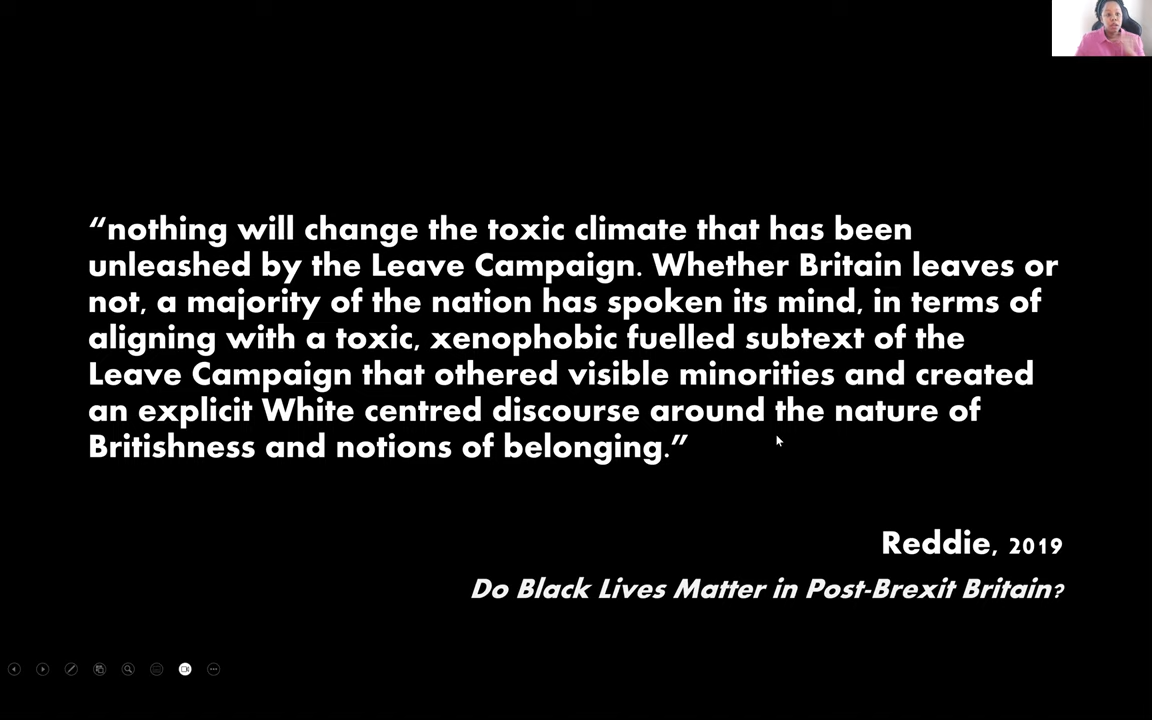 “nothing will change the toxic climate that has been
unleashed by the Leave Campaign. Whether Britain leaves or
not, a majority of the nation has spoken its mind, in terms of
aligning with a toxic, xenophobic fuelled subtext of the
Leave Campaign that othered visible minorities and created
an explicit White centred discourse around the nature of
Britishness and notions of belonging.”
Reddie, 2019
Do Black Lives Matter in Post-Brexit Britain?